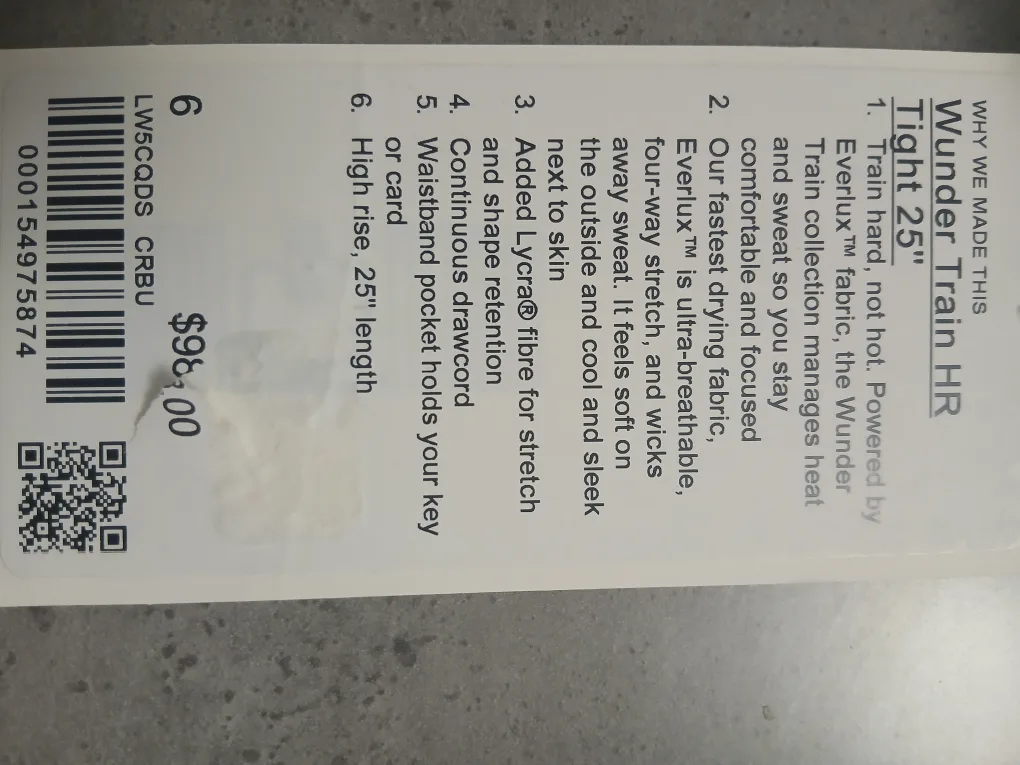 WHY WE MADE THIS
Wunder Train HR
Tight 25"
1. Train hard, not hot. Powered by
Everlux™ fabric, the Wunder
Train collection manages heat
and sweat so you stay
comfortable and focused
2. Our fastest drying fabric,
Everlux™ is ultra-breathable,
four-way stretch, and wicks
away sweat. It feels soft on
the outside and cool and sleek
next to skin
3. Added Lycra® fibre for stretch
and shape retention
4. Continuous drawcord
5. Waistband pocket holds your key
or card
6. High rise, 25" length
6 $98.00
LW5CQDS CRBU
000154975874